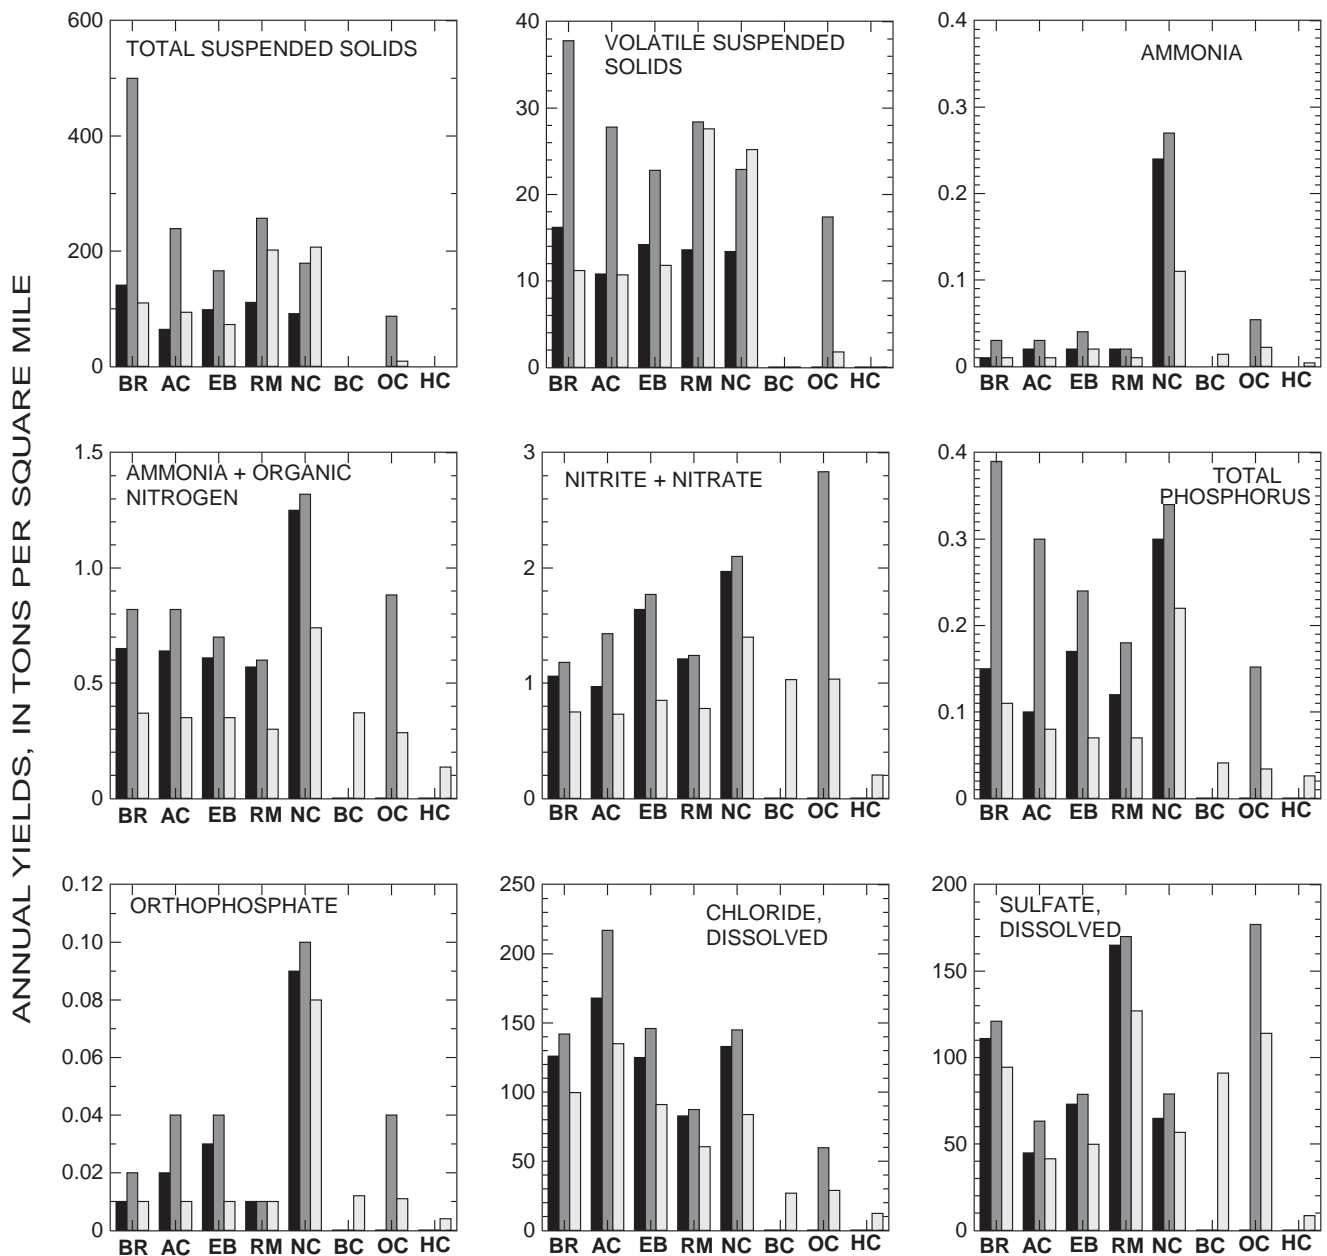 ANNUAL YIELDS, IN TONS PER SQUARE MILE
TOTAL SUSPENDED SOLIDS
600
400
200
0
BR AC EB RM NC BC OC HC
VOLATILE SUSPENDED
SOLIDS
40
30
20
10
0
BR AC EB RM NC BC OC HC
AMMONIA
0.4
0.3
0.2
0.1
0
BR AC EB RM NC BC OC HC
AMMONIA + ORGANIC
NITROGEN
1.5
1.0
0.5
0
BR AC EB RM NC BC OC HC
NITRITE + NITRATE
3
2
1
0
BR AC EB RM NC BC OC HC
TOTAL
PHOSPHORUS
0.4
0.3
0.2
0.1
0
BR AC EB RM NC BC OC HC
ORTHOPHOSPHATE
0.12
0.10
0.08
0.06
0.04
0.02
0
BR AC EB RM NC BC OC HC
CHLORIDE,
DISSOLVED
250
200
150
100
50
0
BR AC EB RM NC BC OC HC
SULFATE,
DISSOLVED
200
150
100
50
0
BR AC EB RM NC BC OC HC